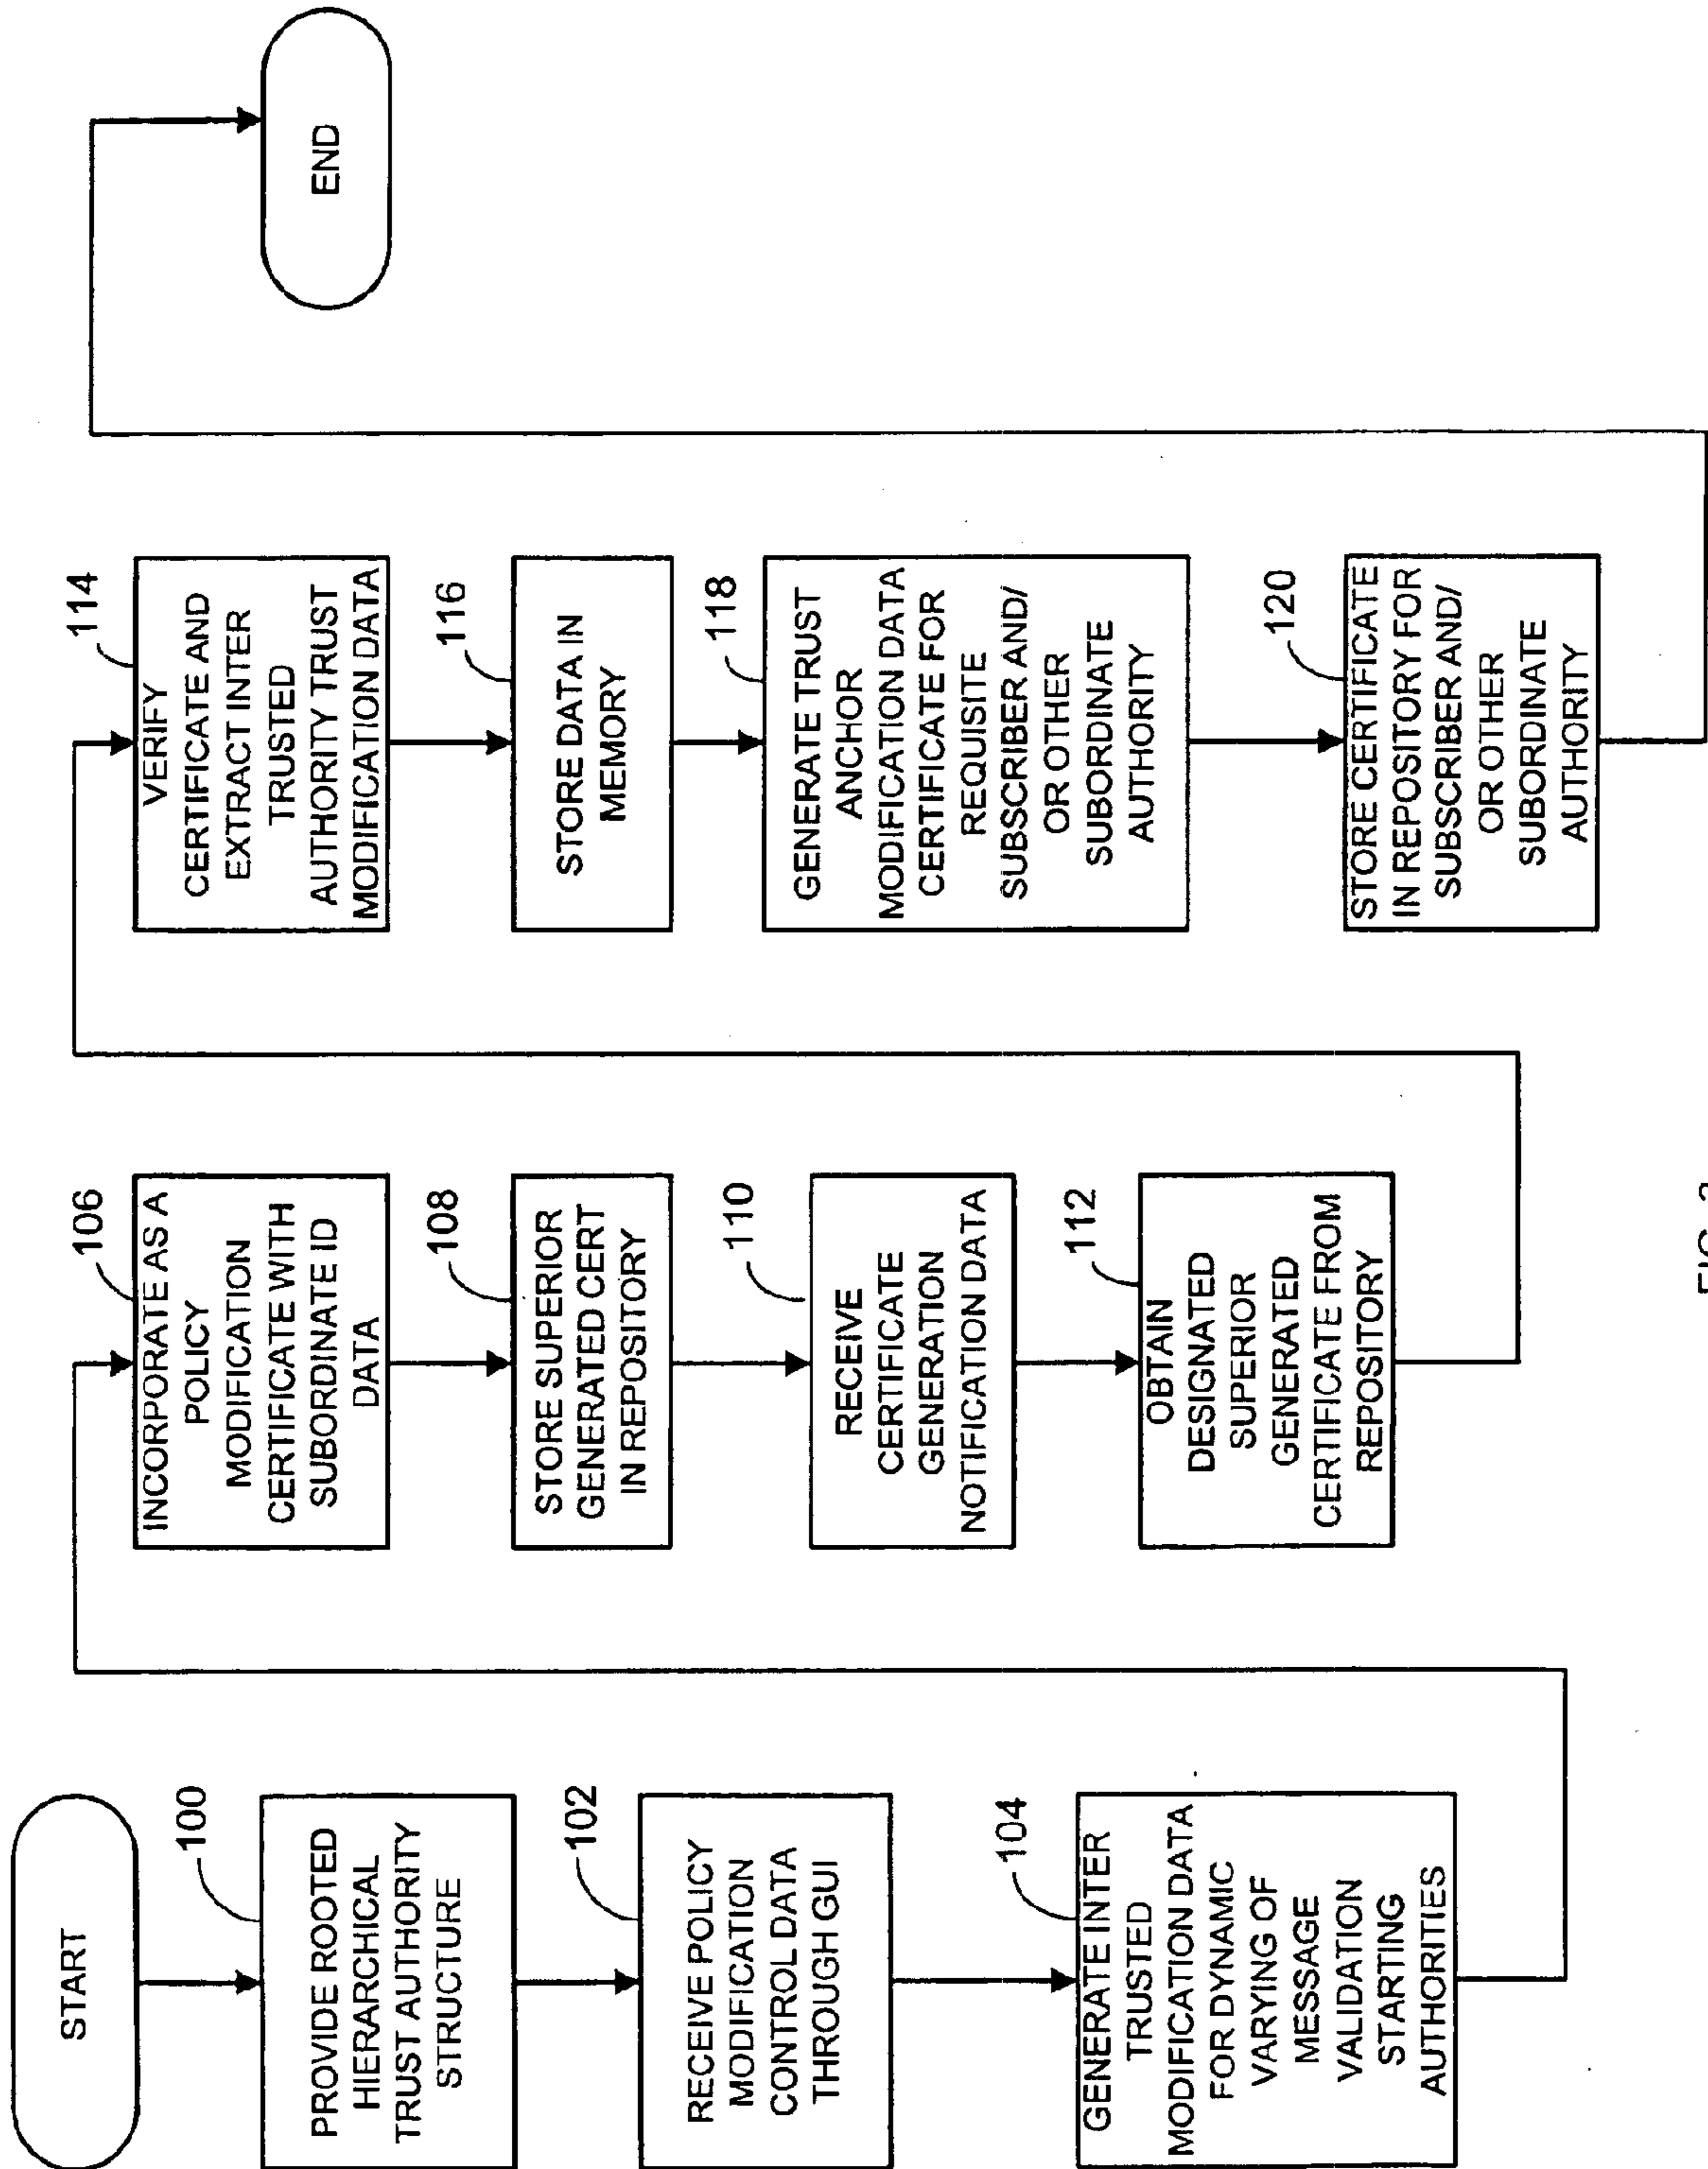 START
100
PROVIDE ROOTED
HIERARCHICAL
TRUST AUTHORITY
STRUCTURE
102
RECEIVE POLICY
MODIFICATION
CONTROL DATA
THROUGH GUI
104
GENERATE INTER
TRUSTED
MODIFICATION DATA
FOR DYNAMIC
VARYING OF
MESSAGE
VALIDATION
STARTING
AUTHORITIES
106
INCORPORATE AS A
POLICY
MODIFICATION
CERTIFICATE WITH
SUBORDINATE ID
DATA
108
STORE SUPERIOR
GENERATED CERT
IN REPOSITORY
110
RECEIVE
CERTIFICATE
GENERATION
NOTIFICATION DATA
112
OBTAIN
DESIGNATED
SUPERIOR
GENERATED
CERTIFICATE FROM
REPOSITORY
114
VERIFY
CERTIFICATE AND
EXTRACT INTER
TRUSTED
AUTHORITY TRUST
MODIFICATION DATA
116
STORE DATA IN
MEMORY
118
GENERATE TRUST
ANCHOR
MODIFICATION DATA
CERTIFICATE FOR
REQUISITE
SUBSCRIBER AND/
OR OTHER
SUBORDINATE
AUTHORITY
120
STORE CERTIFICATE
IN REPOSITORY FOR
SUBSCRIBER AND/
OR OTHER
SUBORDINATE
AUTHORITY
END
FIG.